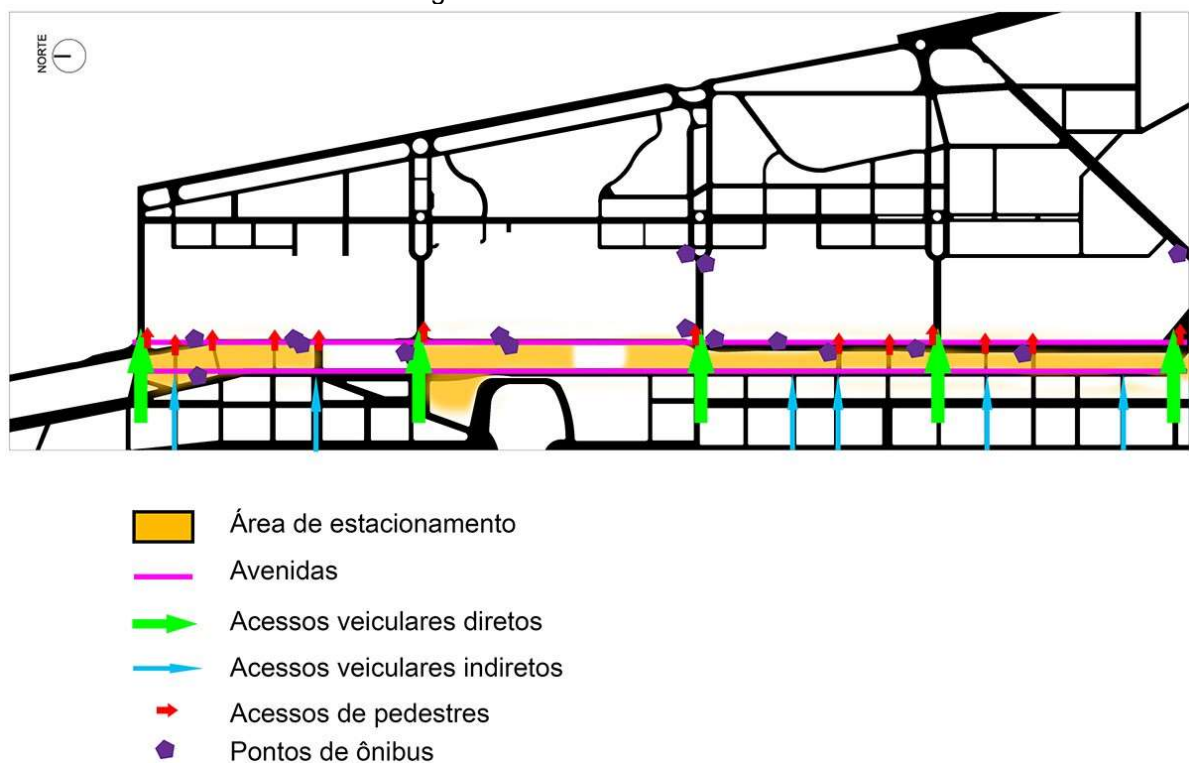 NORTE
Área de estacionamento
Avenidas
Acessos veiculares diretos
Acessos veiculares indiretos
Acessos de pedestres
Pontos de ônibus